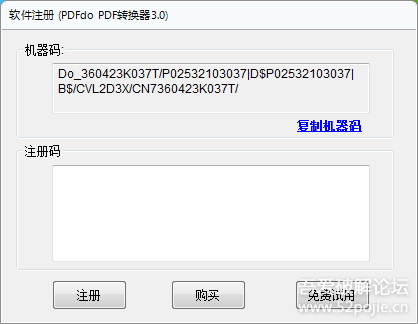 软件注册 (PDFdo PDF转换器3.0)
机器码:
Do_360423K037T/P02532103037|D$P02532103037|
B$/CVL2D3X/CN7360423K037T/
复制机器码
注册码
注册 购买 免费试用
吾爱破解论坛
www.52pojie.cn